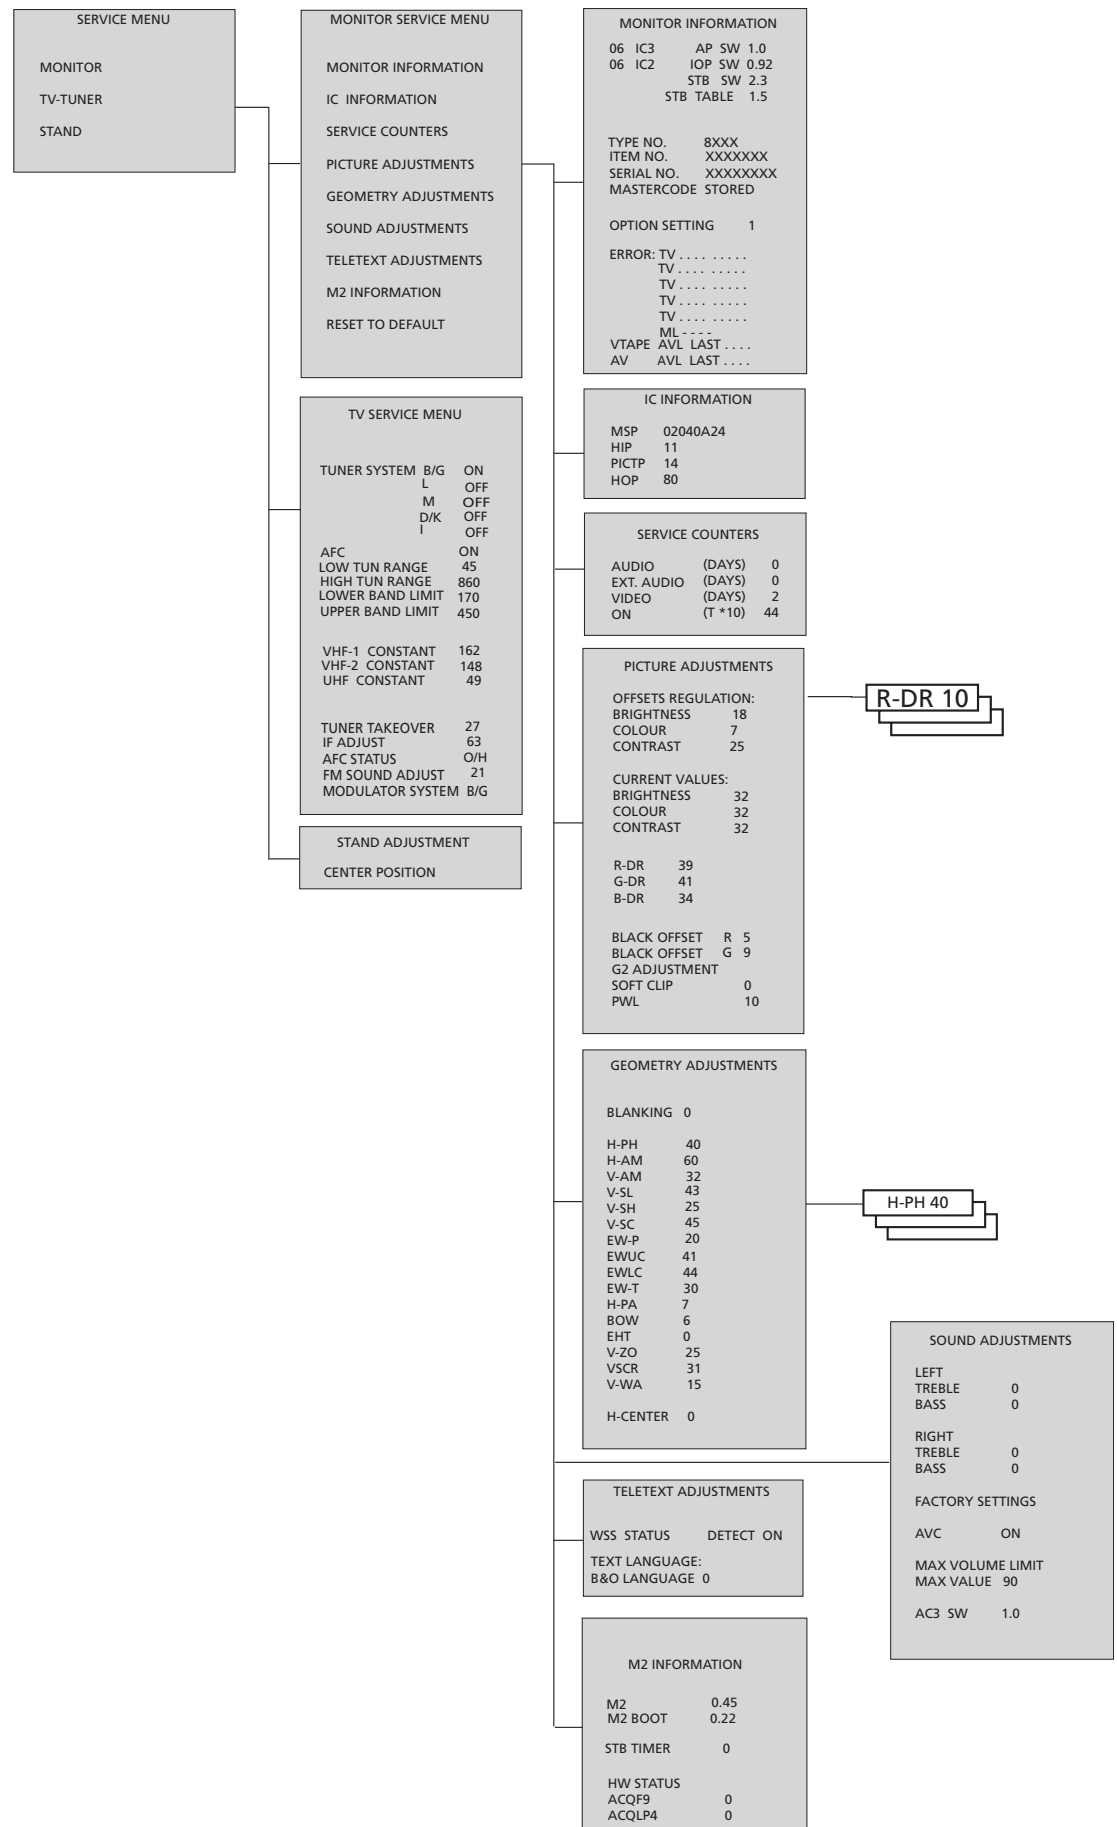 SERVICE MENU
MONITOR
TV-TUNER
STAND
MONITOR SERVICE MENU
MONITOR INFORMATION
IC INFORMATION
SERVICE COUNTERS
PICTURE ADJUSTMENTS
GEOMETRY ADJUSTMENTS
SOUND ADJUSTMENTS
TELETEXT ADJUSTMENTS
M2 INFORMATION
RESET TO DEFAULT
TV SERVICE MENU
TUNER SYSTEM B/G ON
L OFF
M OFF
D/K OFF
I OFF
AFC ON
LOW TUN RANGE 45
HIGH TUN RANGE 860
LOWER BAND LIMIT 170
UPPER BAND LIMIT 450
VHF-1 CONSTANT 162
VHF-2 CONSTANT 148
UHF CONSTANT 49
TUNER TAKEOVER 27
IF ADJUST 63
AFC STATUS O/H
FM SOUND ADJUST 21
MODULATOR SYSTEM B/G
STAND ADJUSTMENT
CENTER POSITION
MONITOR INFORMATION
06 IC3 AP SW 1.0
06 IC2 IOP SW 0.92
STB SW 2.3
STB TABLE 1.5
TYPE NO. 8XXX
ITEM NO. XXXXXXX
SERIAL NO. XXXXXXXX
MASTERCODE STORED
OPTION SETTING 1
ERROR: TV . . . . . . . . .
TV . . . . . . . . .
TV . . . . . . . . .
TV . . . . . . . . .
TV . . . . . . . . .
ML - - - -
VTAPE AVL LAST . . . .
AV AVL LAST . . . .
IC INFORMATION
MSP 02040A24
HIP 11
PICTP 14
HOP 80
SERVICE COUNTERS
AUDIO (DAYS) 0
EXT. AUDIO (DAYS) 0
VIDEO (DAYS) 2
ON (T *10) 44
PICTURE ADJUSTMENTS
OFFSETS REGULATION:
BRIGHTNESS 18
COLOUR 7
CONTRAST 25
CURRENT VALUES:
BRIGHTNESS 32
COLOUR 32
CONTRAST 32
R-DR 39
G-DR 41
B-DR 34
BLACK OFFSET R 5
BLACK OFFSET G 9
G2 ADJUSTMENT
SOFT CLIP 0
PWL 10
R-DR 10
GEOMETRY ADJUSTMENTS
BLANKING 0
H-PH 40
H-AM 60
V-AM 32
V-SL 43
V-SH 25
V-SC 45
EW-P 20
EWUC 41
EWLC 44
EW-T 30
H-PA 7
BOW 6
EHT 0
V-ZO 25
VSCR 31
V-WA 15
H-CENTER 0
H-PH 40
SOUND ADJUSTMENTS
LEFT
TREBLE 0
BASS 0
RIGHT
TREBLE 0
BASS 0
FACTORY SETTINGS
AVC ON
MAX VOLUME LIMIT
MAX VALUE 90
AC3 SW 1.0
TELETEXT ADJUSTMENTS
WSS STATUS DETECT ON
TEXT LANGUAGE:
B&O LANGUAGE 0
M2 INFORMATION
M2 0.45
M2 BOOT 0.22
STB TIMER 0
HW STATUS
ACQF9 0
ACQLP4 0